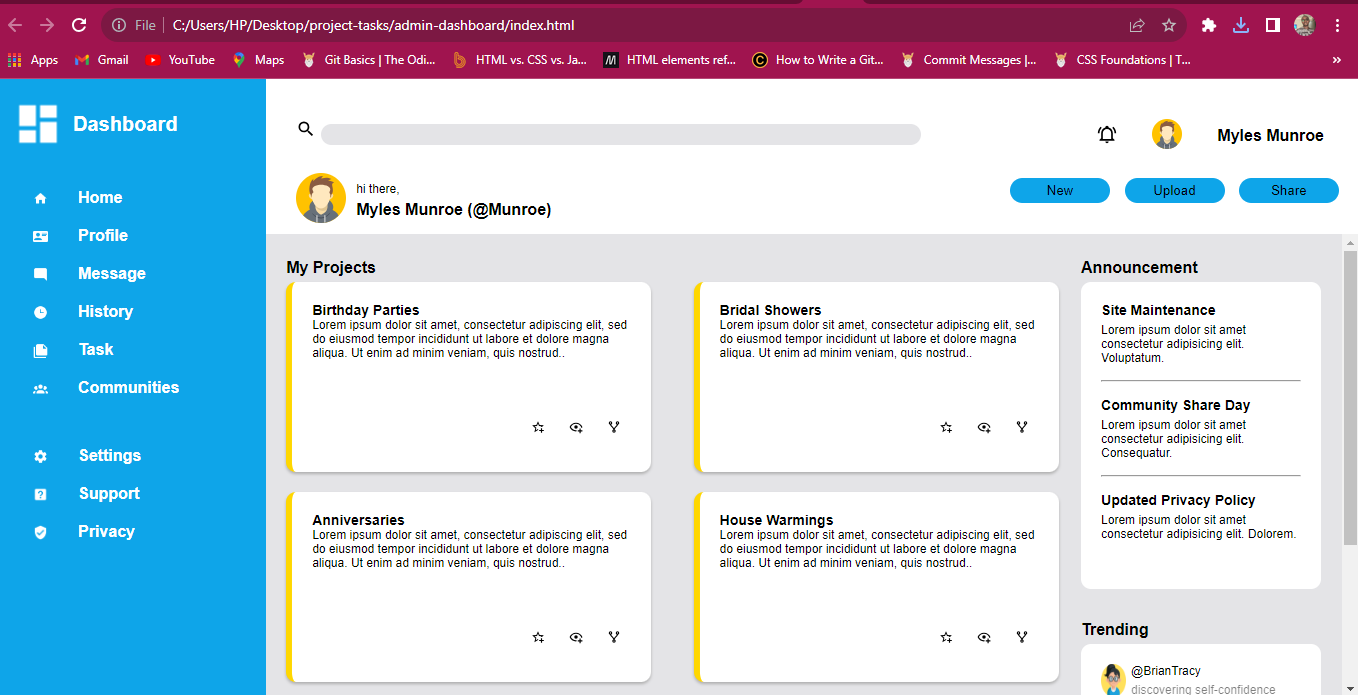 File
C:/Users/HP/Desktop/project-tasks/admin-dashboard/index.html
Apps
Gmail
YouTube
Maps
Git Basics | The Odi...
HTML vs. CSS vs. Ja...
HTML elements ref...
How to Write a Git...
Commit Messages |...
CSS Foundations | T...
Dashboard
Home
Profile
Message
History
Task
Communities
Settings
Support
Privacy
Myles Munroe
hi there,
Myles Munroe (@Munroe)
New
Upload
Share
My Projects
Birthday Parties
Lorem ipsum dolor sit amet, consectetur adipiscing elit, sed
do eiusmod tempor incididunt ut labore et dolore magna
aliqua. Ut enim ad minim veniam, quis nostrud..
Bridal Showers
Lorem ipsum dolor sit amet, consectetur adipiscing elit, sed
do eiusmod tempor incididunt ut labore et dolore magna
aliqua. Ut enim ad minim veniam, quis nostrud..
Anniversaries
Lorem ipsum dolor sit amet, consectetur adipiscing elit, sed
do eiusmod tempor incididunt ut labore et dolore magna
aliqua. Ut enim ad minim veniam, quis nostrud..
House Warmings
Lorem ipsum dolor sit amet, consectetur adipiscing elit, sed
do eiusmod tempor incididunt ut labore et dolore magna
aliqua. Ut enim ad minim veniam, quis nostrud..
Announcement
Site Maintenance
Lorem ipsum dolor sit amet
consectetur adipisicing elit.
Voluptatum.
Community Share Day
Lorem ipsum dolor sit amet
consectetur adipisicing elit.
Consequatur.
Updated Privacy Policy
Lorem ipsum dolor sit amet
consectetur adipisicing elit. Dolorem.
Trending
@BrianTracy
discovering self-confidence